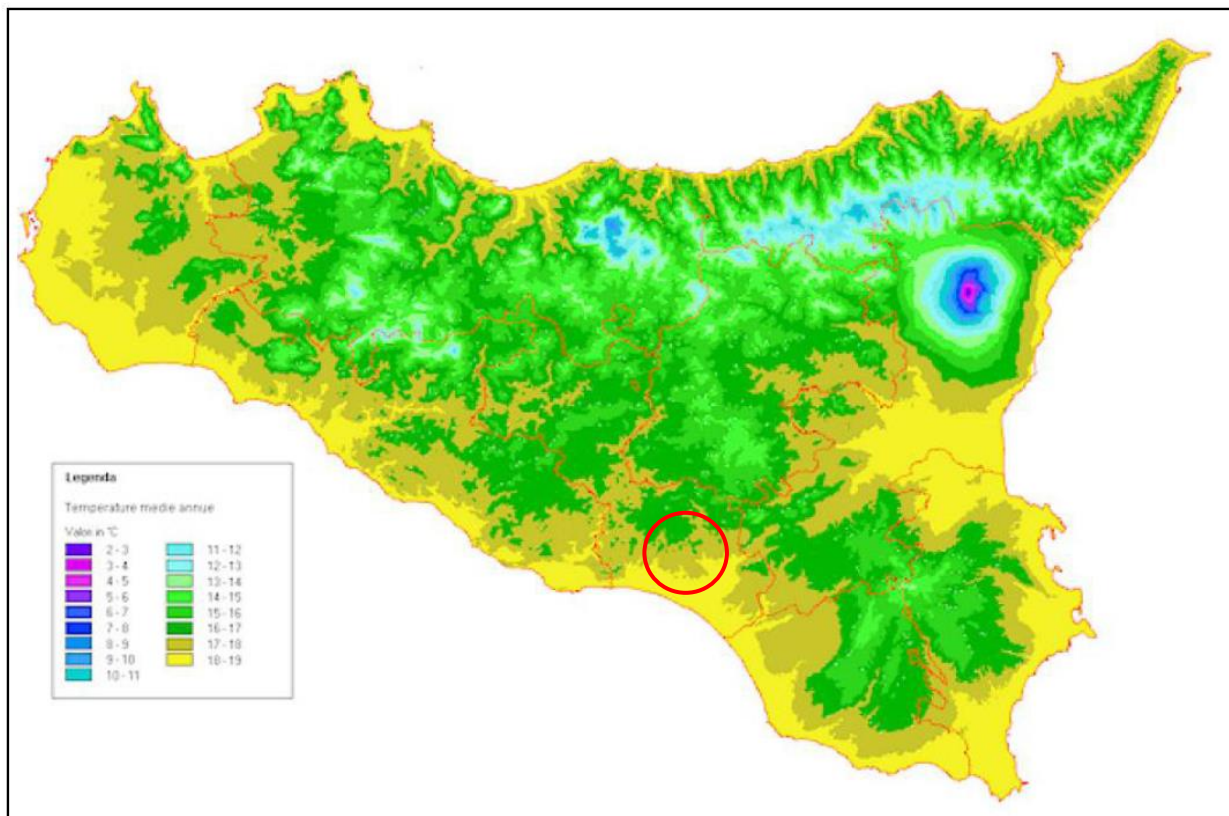 Legenda
Temperature medie annue
Valori in °C
2 - 3
3 - 4
4 - 5
5 - 6
6 - 7
7 - 8
8 - 9
9 - 10
10 - 11
11 - 12
12 - 13
13 - 14
14 - 15
15 - 16
16 - 17
17 - 18
18 - 19